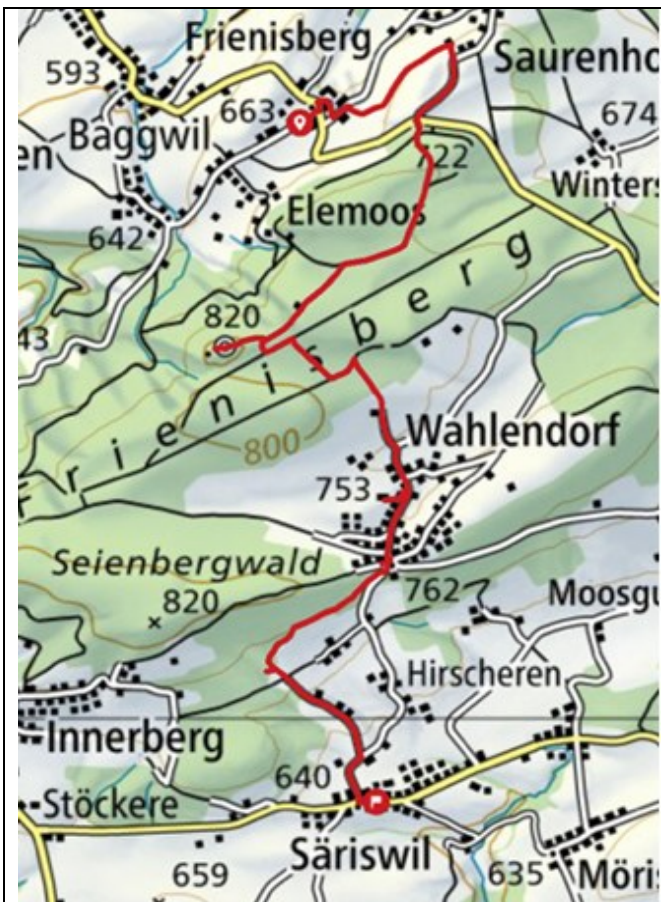 Frienisberg
Saurenho
593
663
674
Baggwil
en
722
Winters
Elemoos
642
820
43
Frienisberg
800
Wahlendorf
753
Seienbergwald
762
820
Moosgu
Hirscheren
Innerberg
640
Stöckere
Säriswil
659
635
Möris